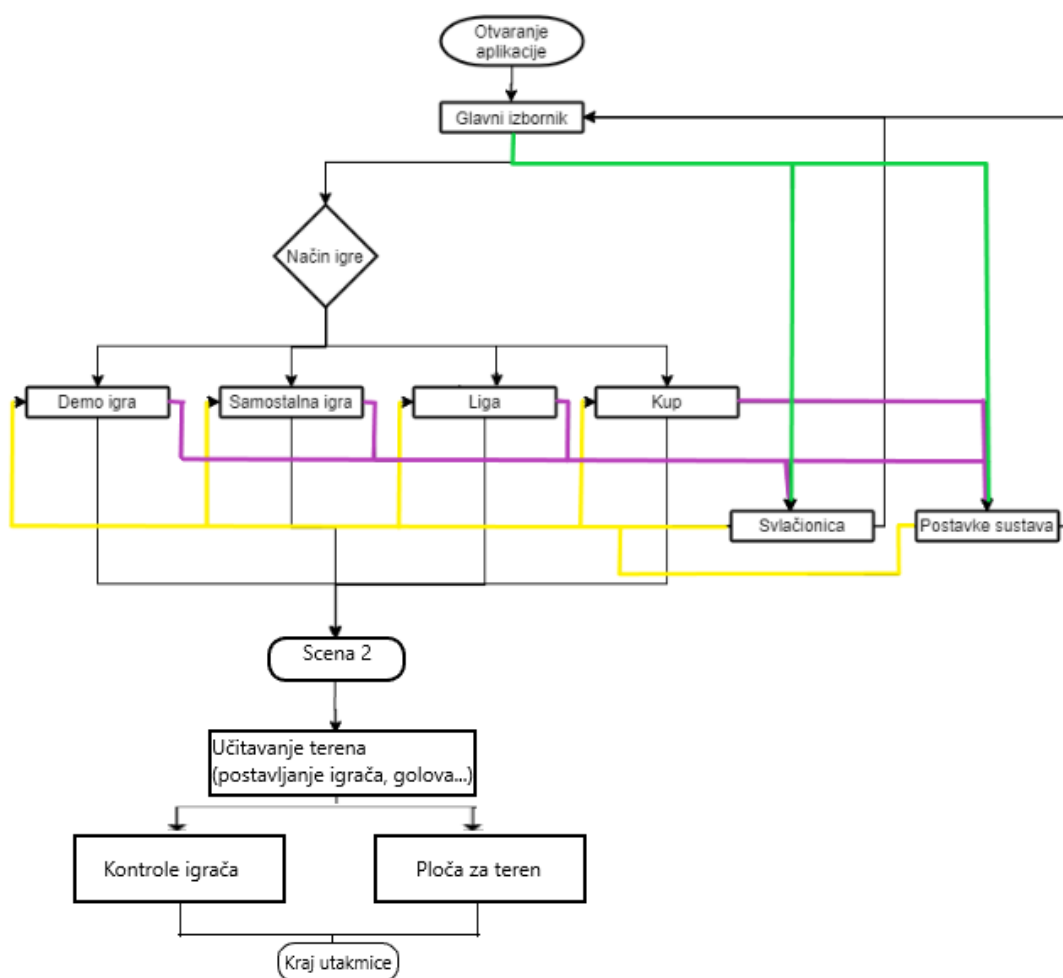 Otvaranje
aplikacije
Glavni izbornik
Način igre
Demo igra
Samostalna igra
Liga
Kup
Svlačionica
Postavke sustava
Scena 2
Učitavanje terena
(postavljanje igrača, golova...)
Kontrole igrača
Ploča za teren
Kraj utakmice